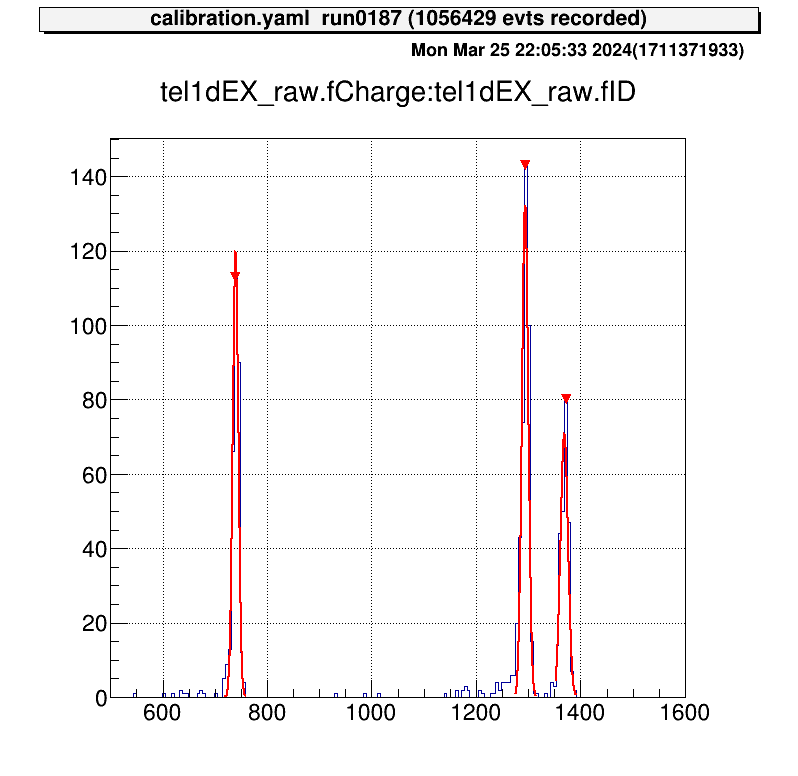 calibration.yaml run0187 (1056429 evts recorded)
Mon Mar 25 22:05:33 2024(1711371933)
tel1dEX_raw.fCharge:tel1dEX_raw.fID
140
120
100
80
60
40
20
0
600 800 1000 1200 1400 1600